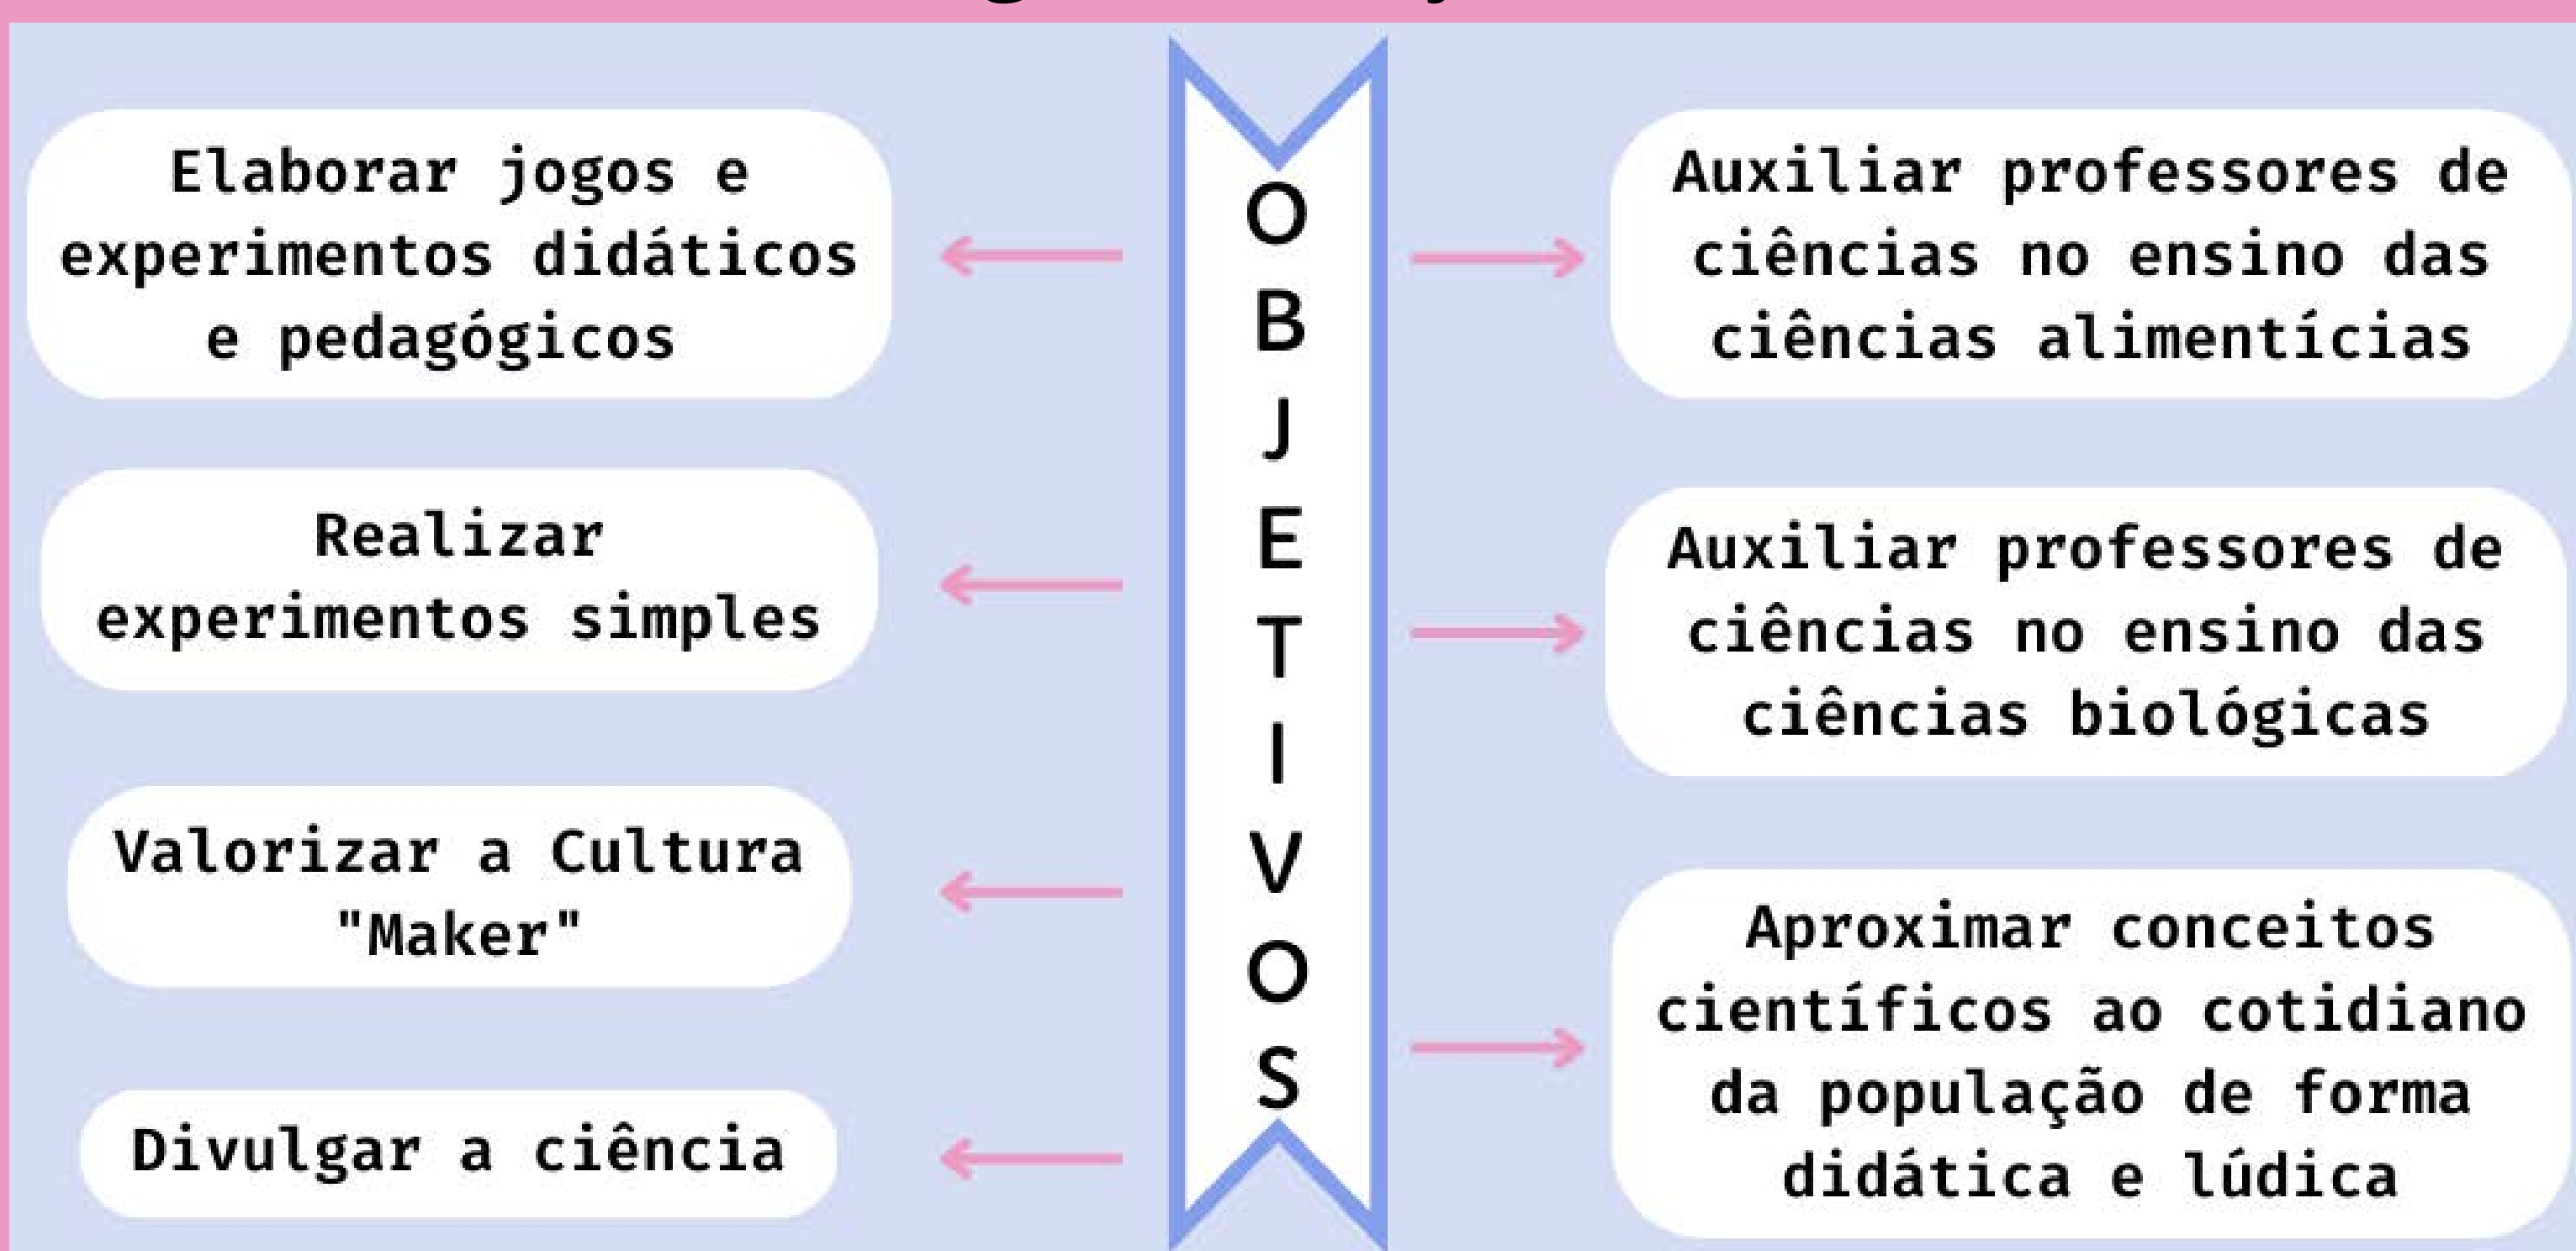 Elaborar jogos e
experimentos didáticos
e pedagógicos
Realizar
experimentos simples
Valorizar a Cultura
"Maker"
Divulgar a ciência
O
B
J
E
T
I
V
O
S
Auxiliar professores de
ciências no ensino das
ciências alimentícias
Auxiliar professores de
ciências no ensino das
ciências biológicas
Aproximar conceitos
científicos ao cotidiano
da população de forma
didática e lúdica